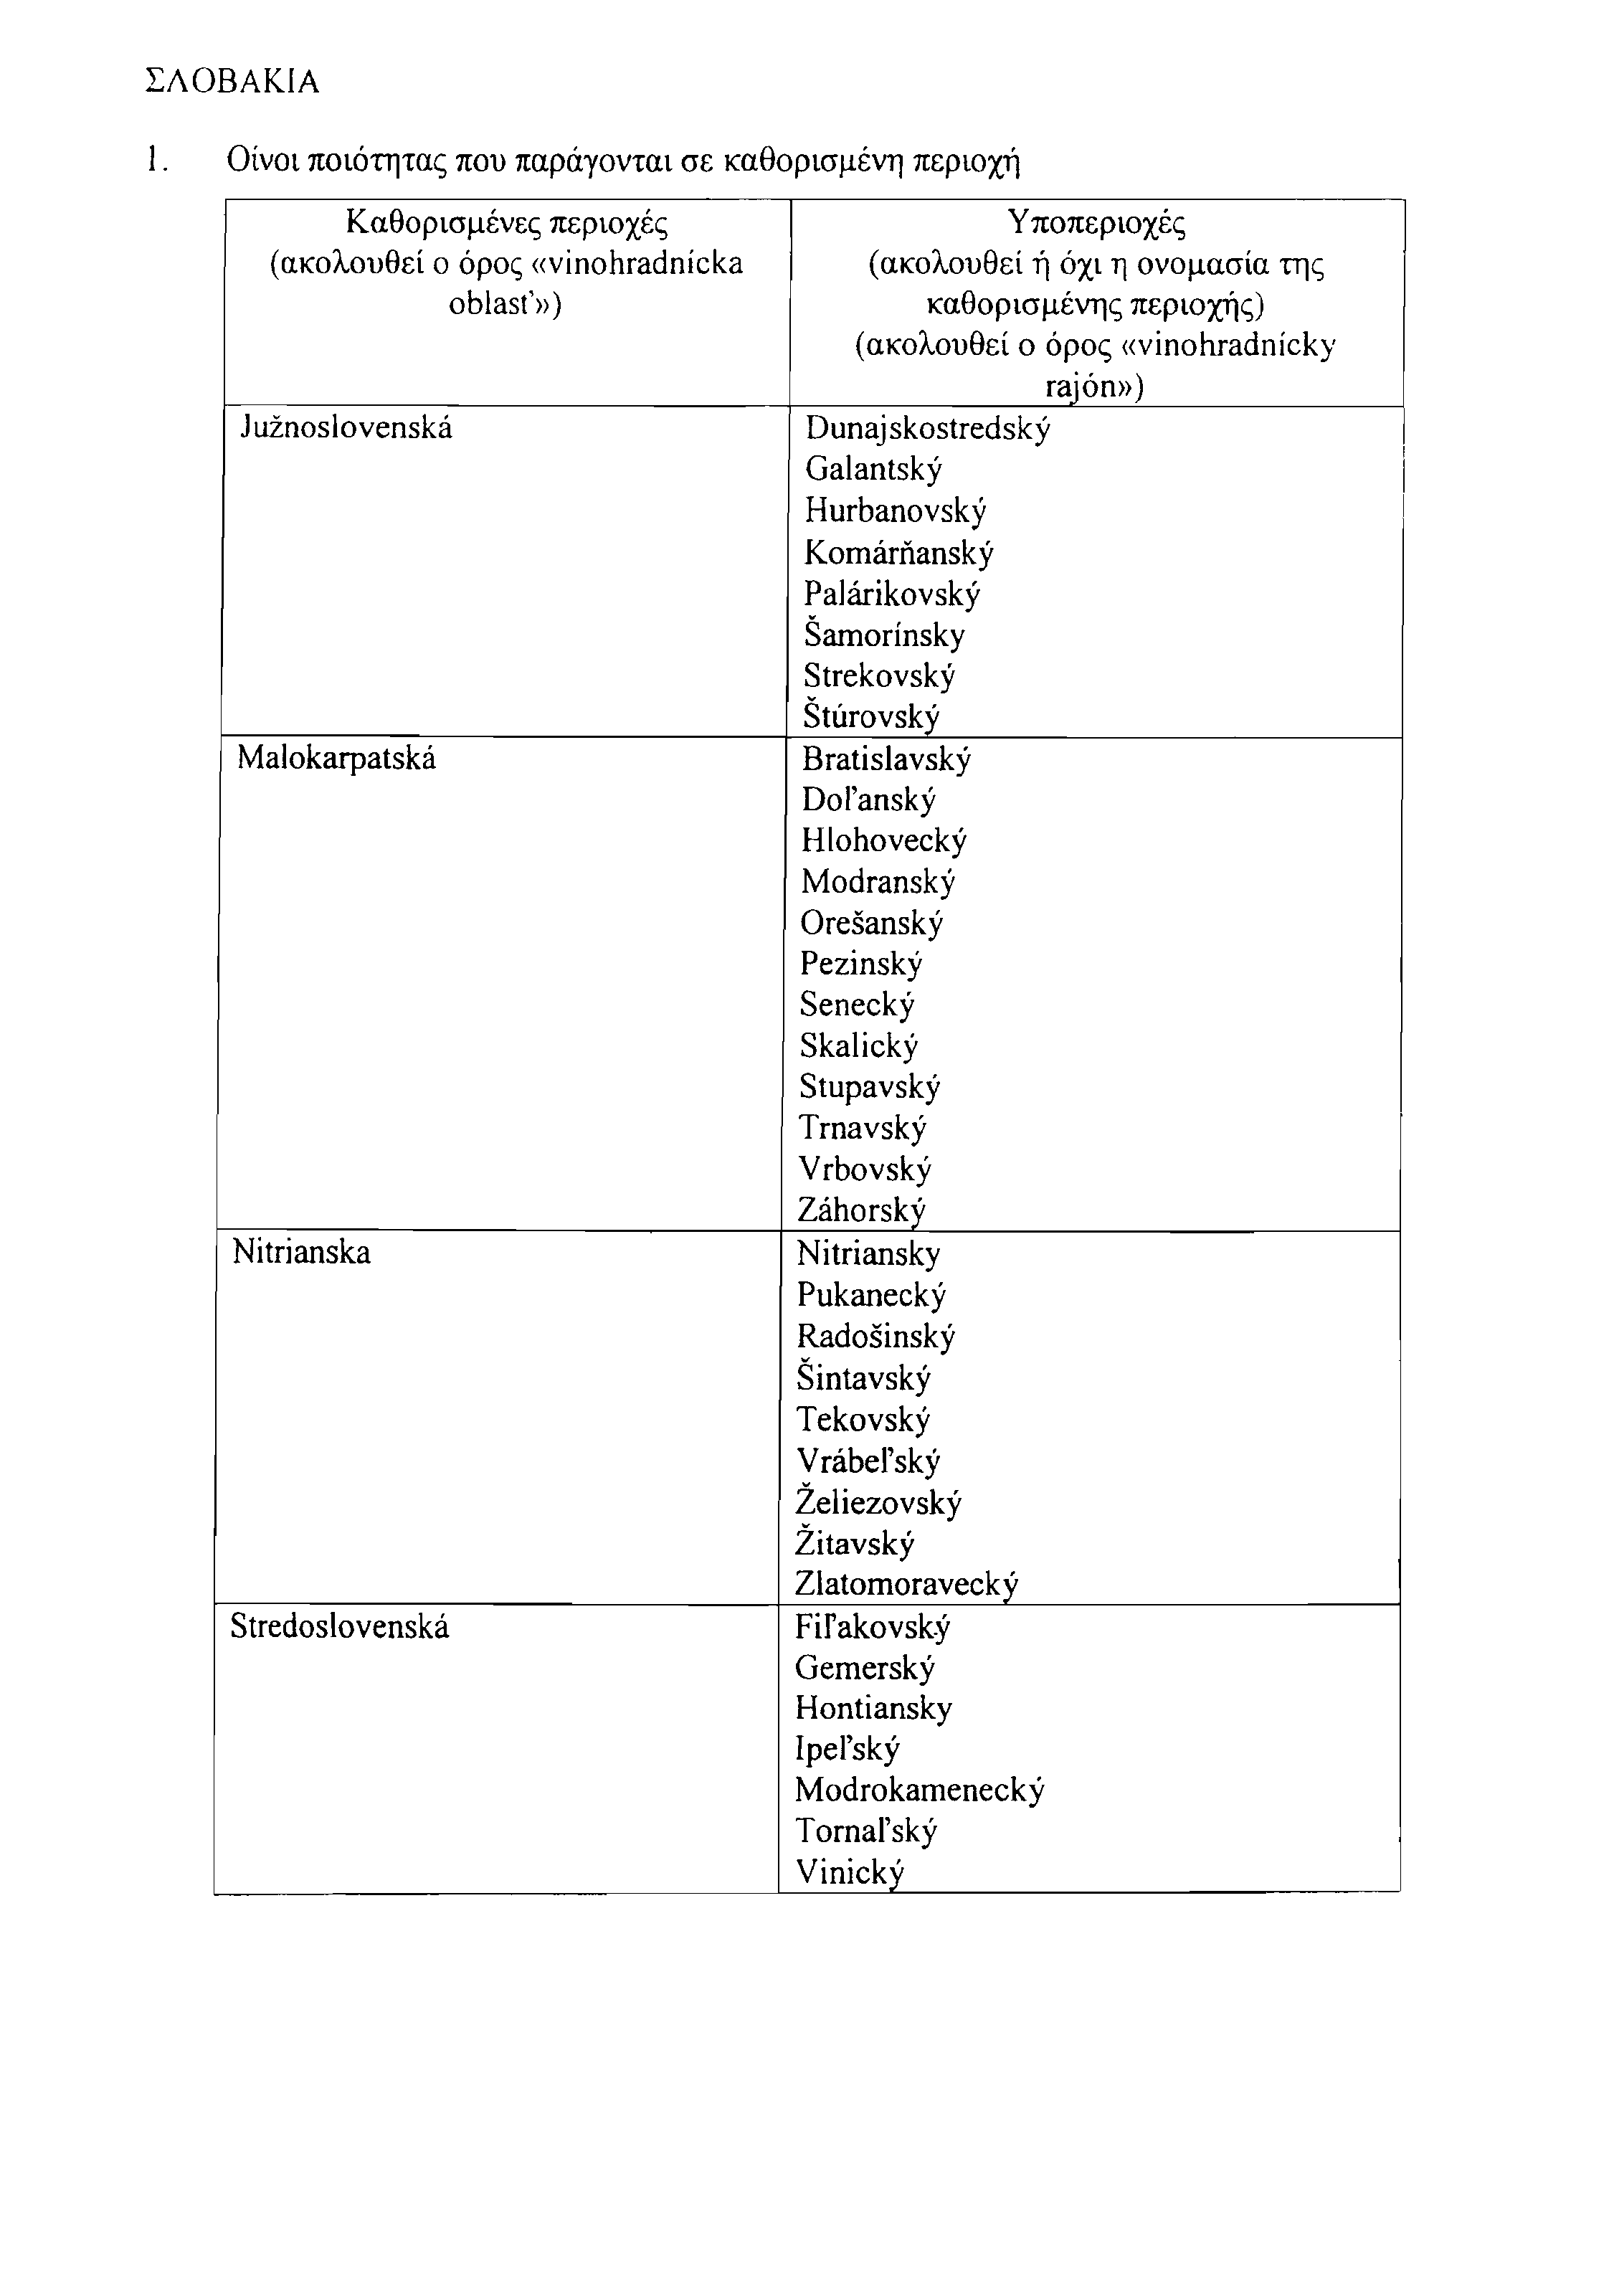 ΣΛΟΒΑΚΙΑ
1. Οίνοι ποιότητας που παράγονται σε καθορισμένη περιοχή
Καθορισμένες περιοχές
(ακολουθεί ο όρος «vinohradnícka
oblasť»)
Υποπεριοχές
(ακολουθεί ή όχι η ονομασία της
καθορισμένης περιοχής)
(ακολουθεί ο όρος «vinohradnícky
rajón»)
Južnoslovenská
Dunajskostredský
Galantský
Hurbanovský
Komárňanský
Palárikovský
Šamorínsky
Strekovský
Štúrovský
Malokarpatská
Bratislavský
Doľanský
Hlohovecký
Modranský
Orešanský
Pezinský
Senecký
Skalický
Stupavský
Trnavský
Vrbovský
Záhorský
Nitrianska
Nitriansky
Pukanecký
Radošinský
Šintavský
Tekovský
Vrábeľský
Želiezovský
Žitavský
Zlatomoravecký
Stredoslovenská
Fiľakovský
Gemerský
Hontiansky
Ipeľský
Modrokamenecký
Tornaľský
Vinický